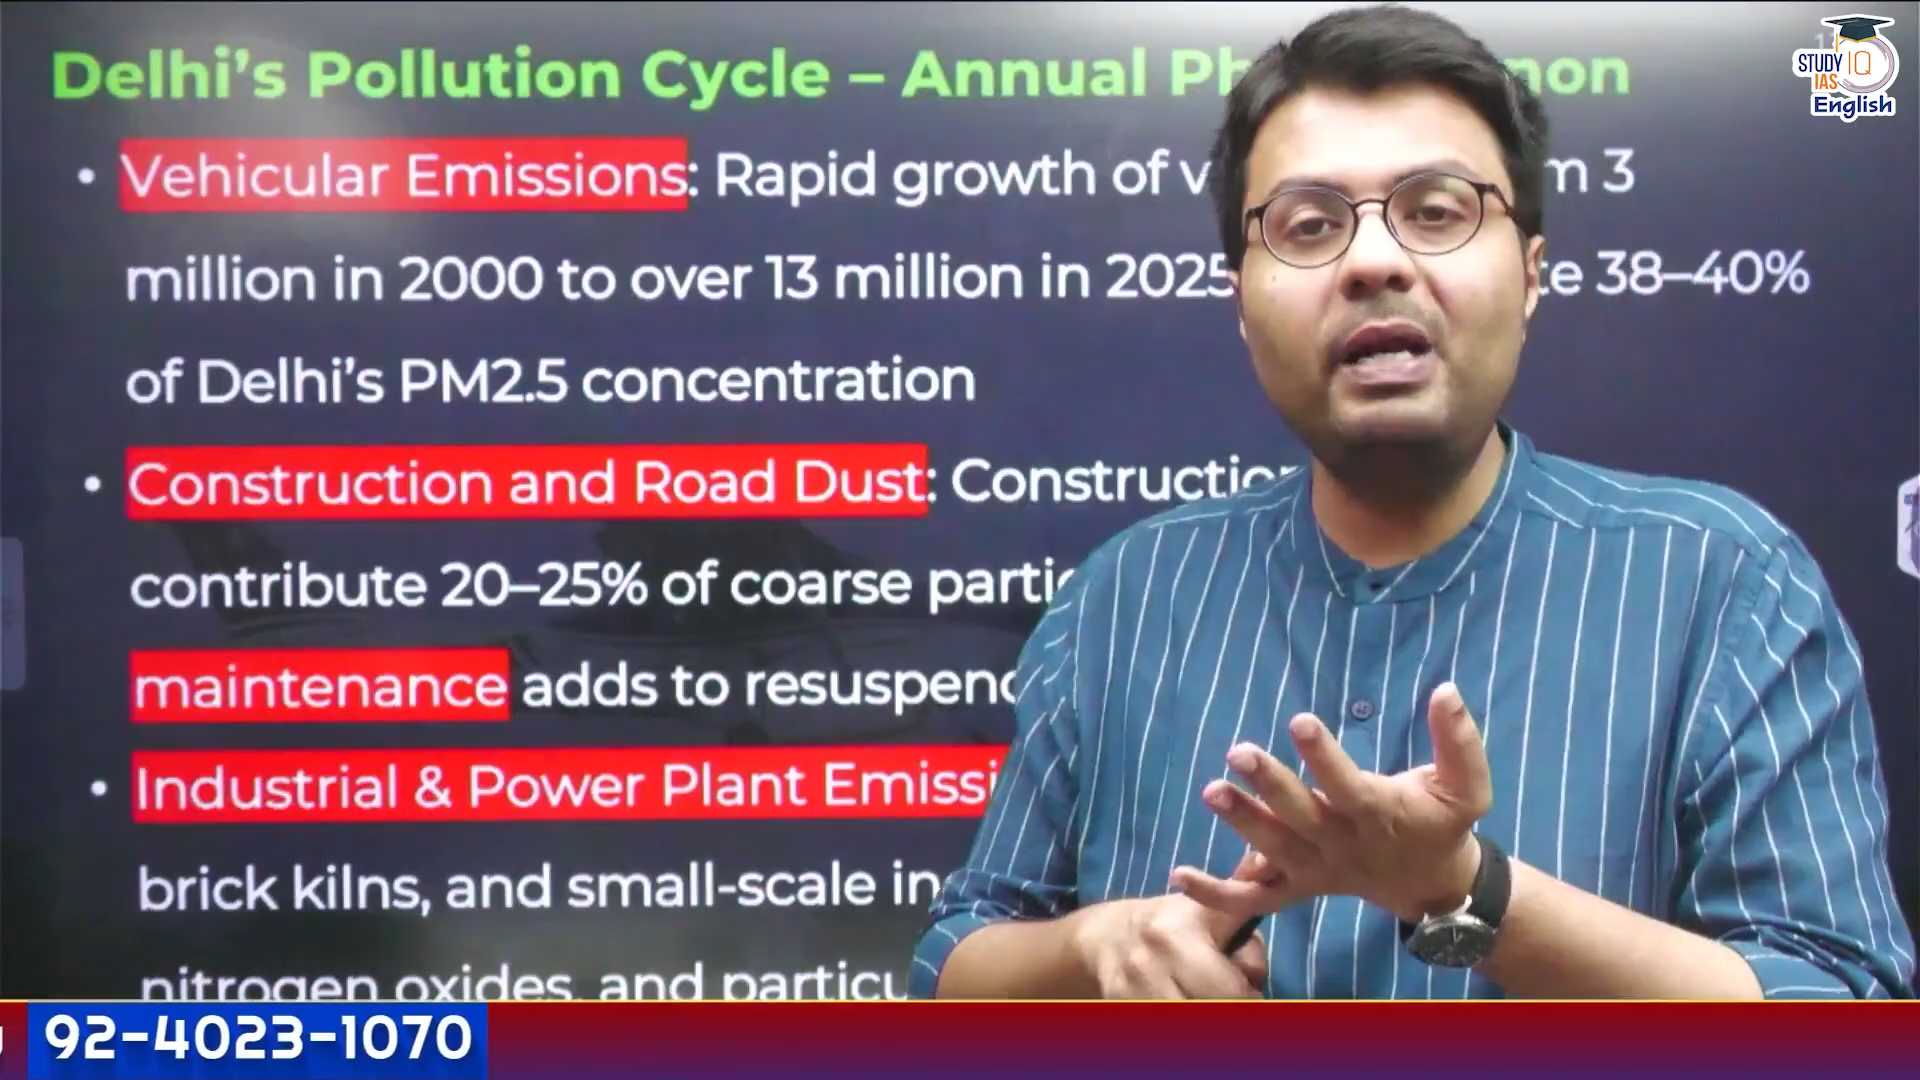 Delhi's Pollution Cycle – Annual Ph mon
STUDY IQ
IAS
English
• Vehicular Emissions: Rapid growth of v m 3
million in 2000 to over 13 million in 2025 te 38–40%
of Delhi's PM2.5 concentration
• Construction and Road Dust: Constructio
contribute 20–25% of coarse parti
maintenance adds to resuspend
• Industrial & Power Plant Emissi
brick kilns, and small-scale in
nitrogen oxides, and particu
92-4023-1070